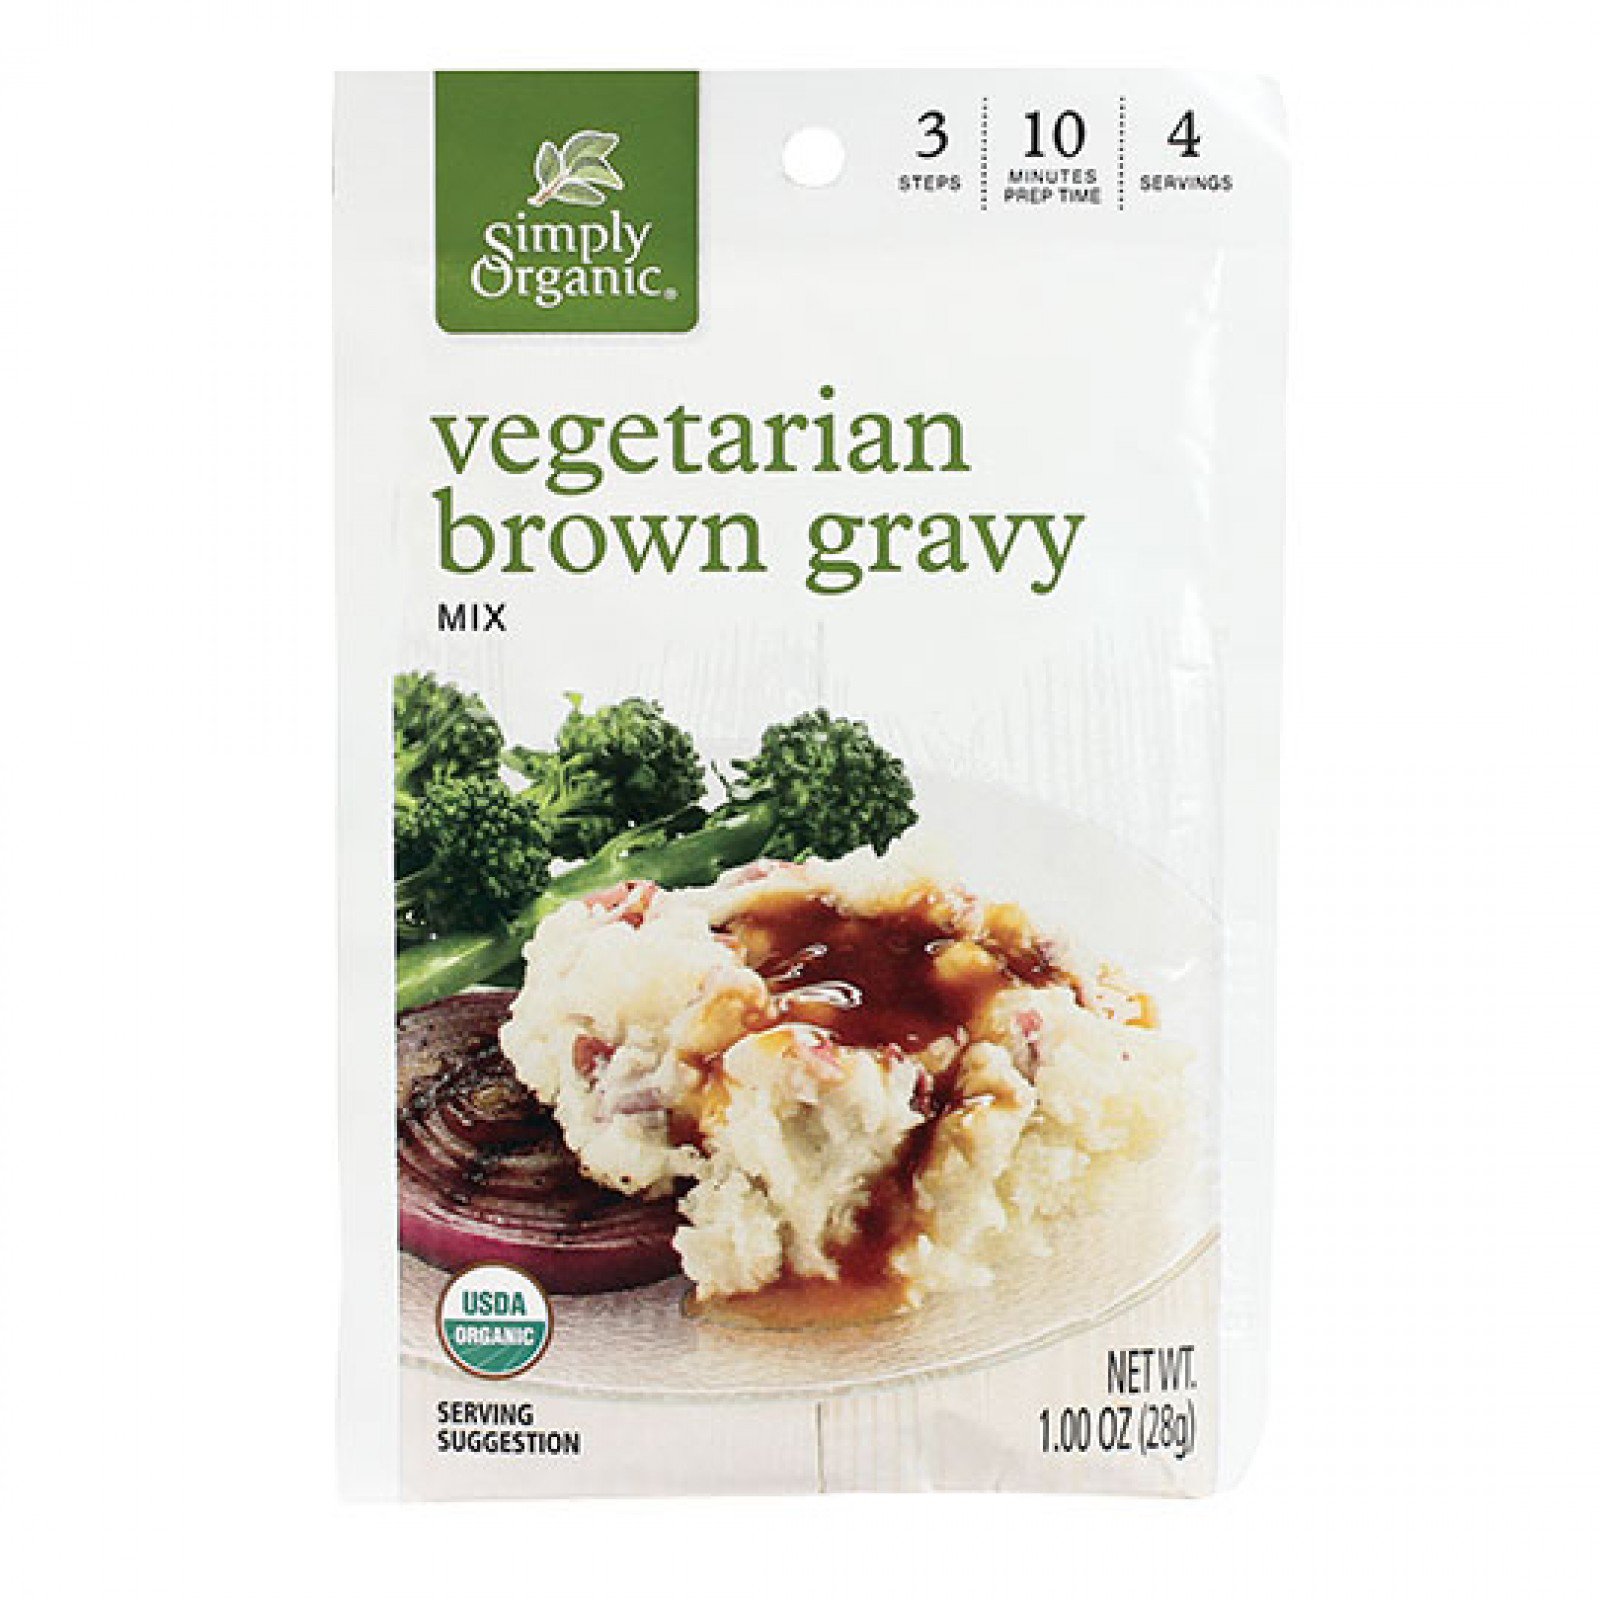 Simply
Organic®
3
STEPS
10
MINUTES
PREP TIME
4
SERVINGS
vegetarian
brown gravy
MIX
USDA
ORGANIC
SERVING
SUGGESTION
NET WT.
1.00 OZ (28g)